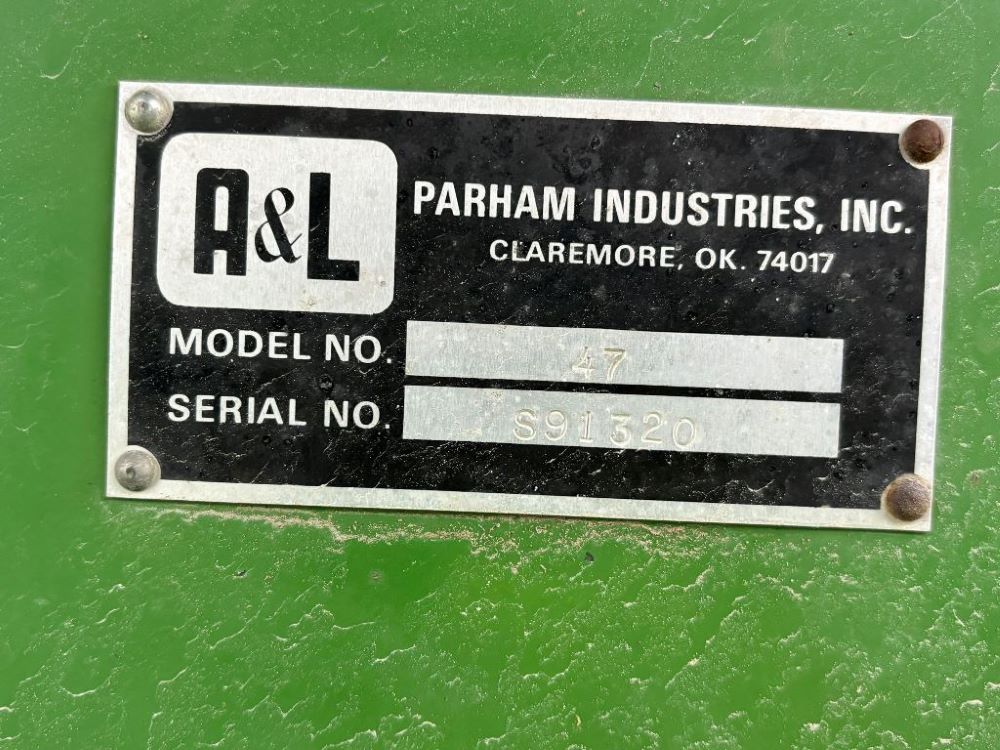 A&L
PARHAM INDUSTRIES, INC.
CLAREMORE, OK. 74017
MODEL NO. 47
SERIAL NO. S91320